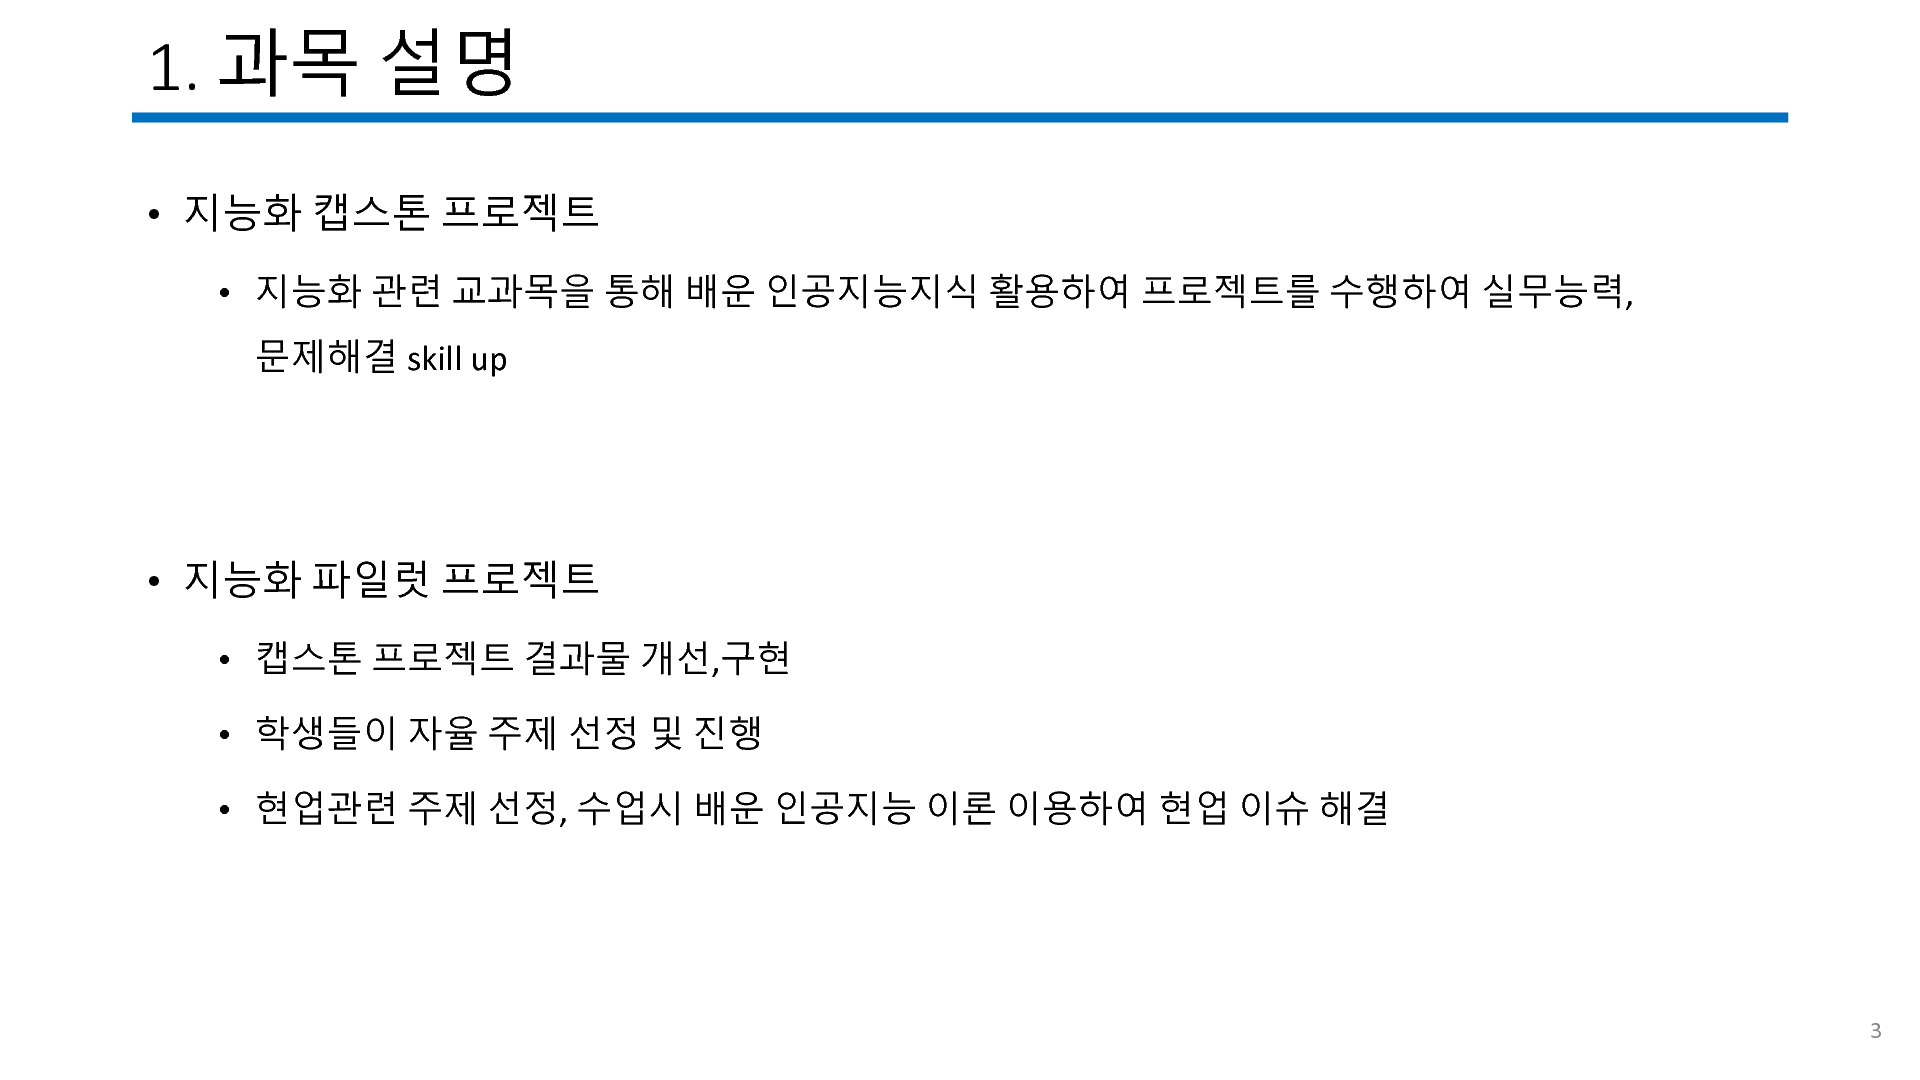 1. 과목 설명
• 지능화 캡스톤 프로젝트
• 지능화 관련 교과목을 통해 배운 인공지능지식 활용하여 프로젝트를 수행하여 실무능력,
문제해결 skill up
• 지능화 파일럿 프로젝트
• 캡스톤 프로젝트 결과물 개선,구현
• 학생들이 자율 주제 선정 및 진행
• 현업관련 주제 선정, 수업시 배운 인공지능 이론 이용하여 현업 이슈 해결
3